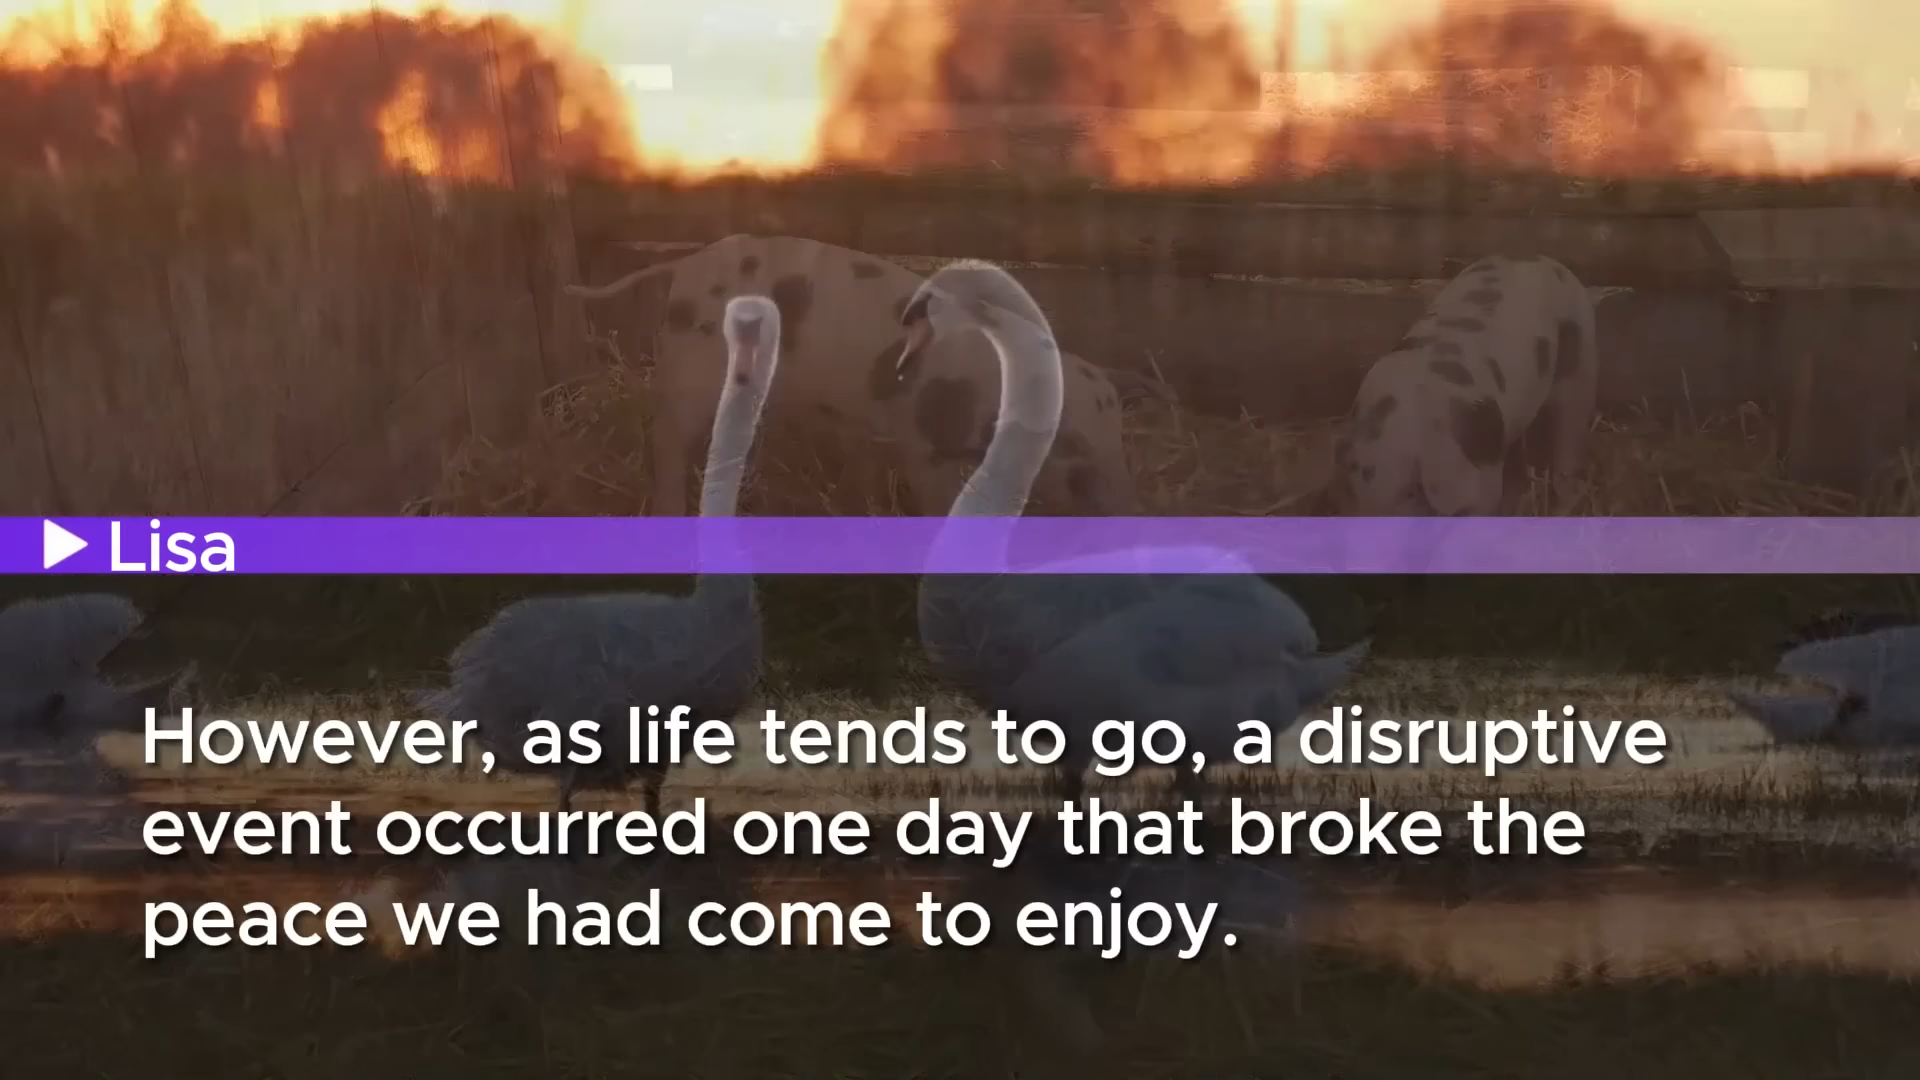 Lisa
However, as life tends to go, a disruptive
event occurred one day that broke the
peace we had come to enjoy.